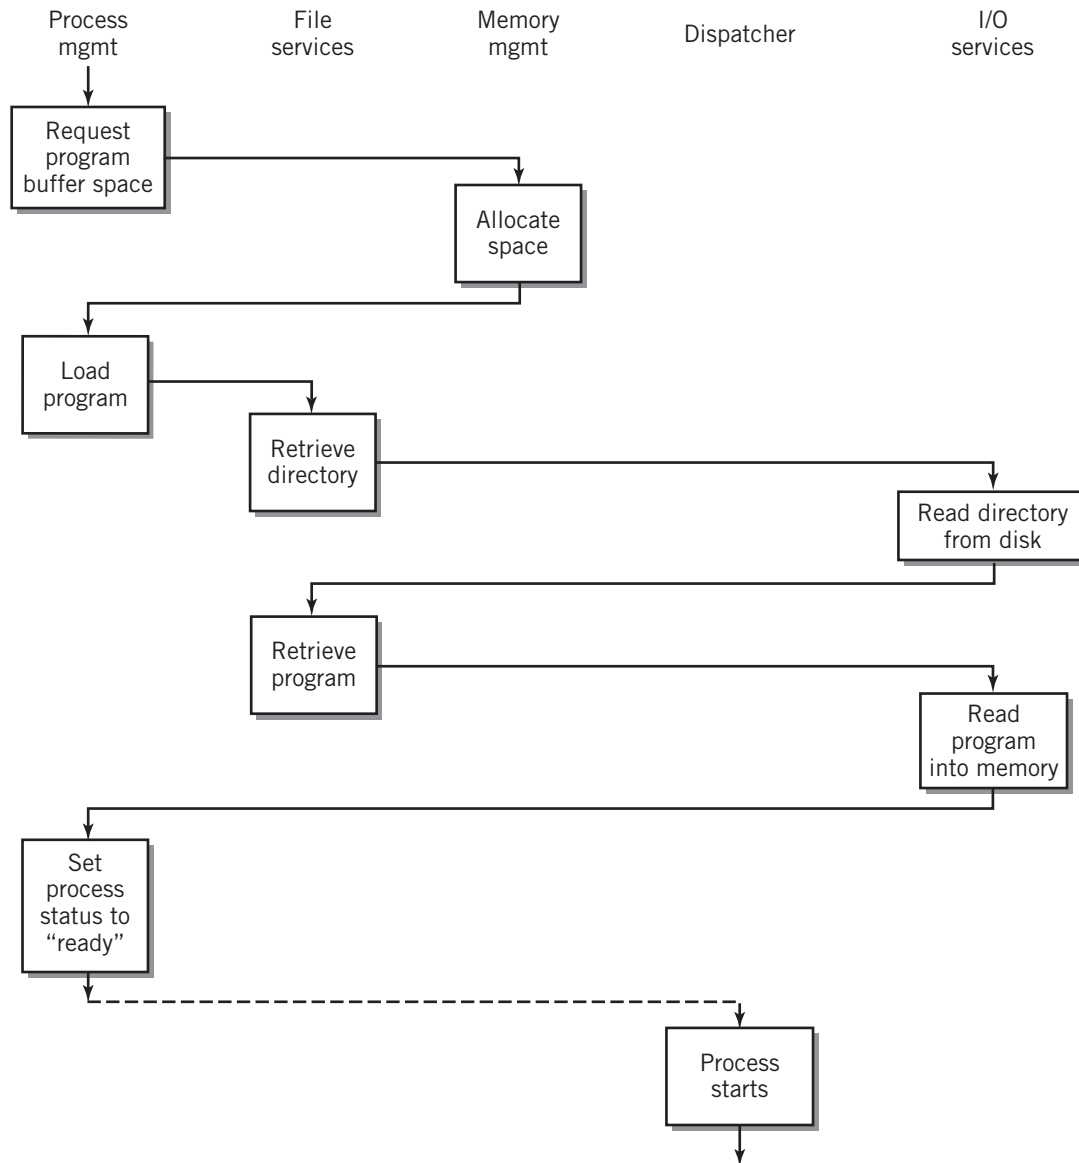 Process
mgmt
File
services
Memory
mgmt
Dispatcher
I/O
services
Request
program
buffer space
Allocate
space
Load
program
Retrieve
directory
Read directory
from disk
Retrieve
program
Read
program
into memory
Set
process
status to
“ready”
Process
starts